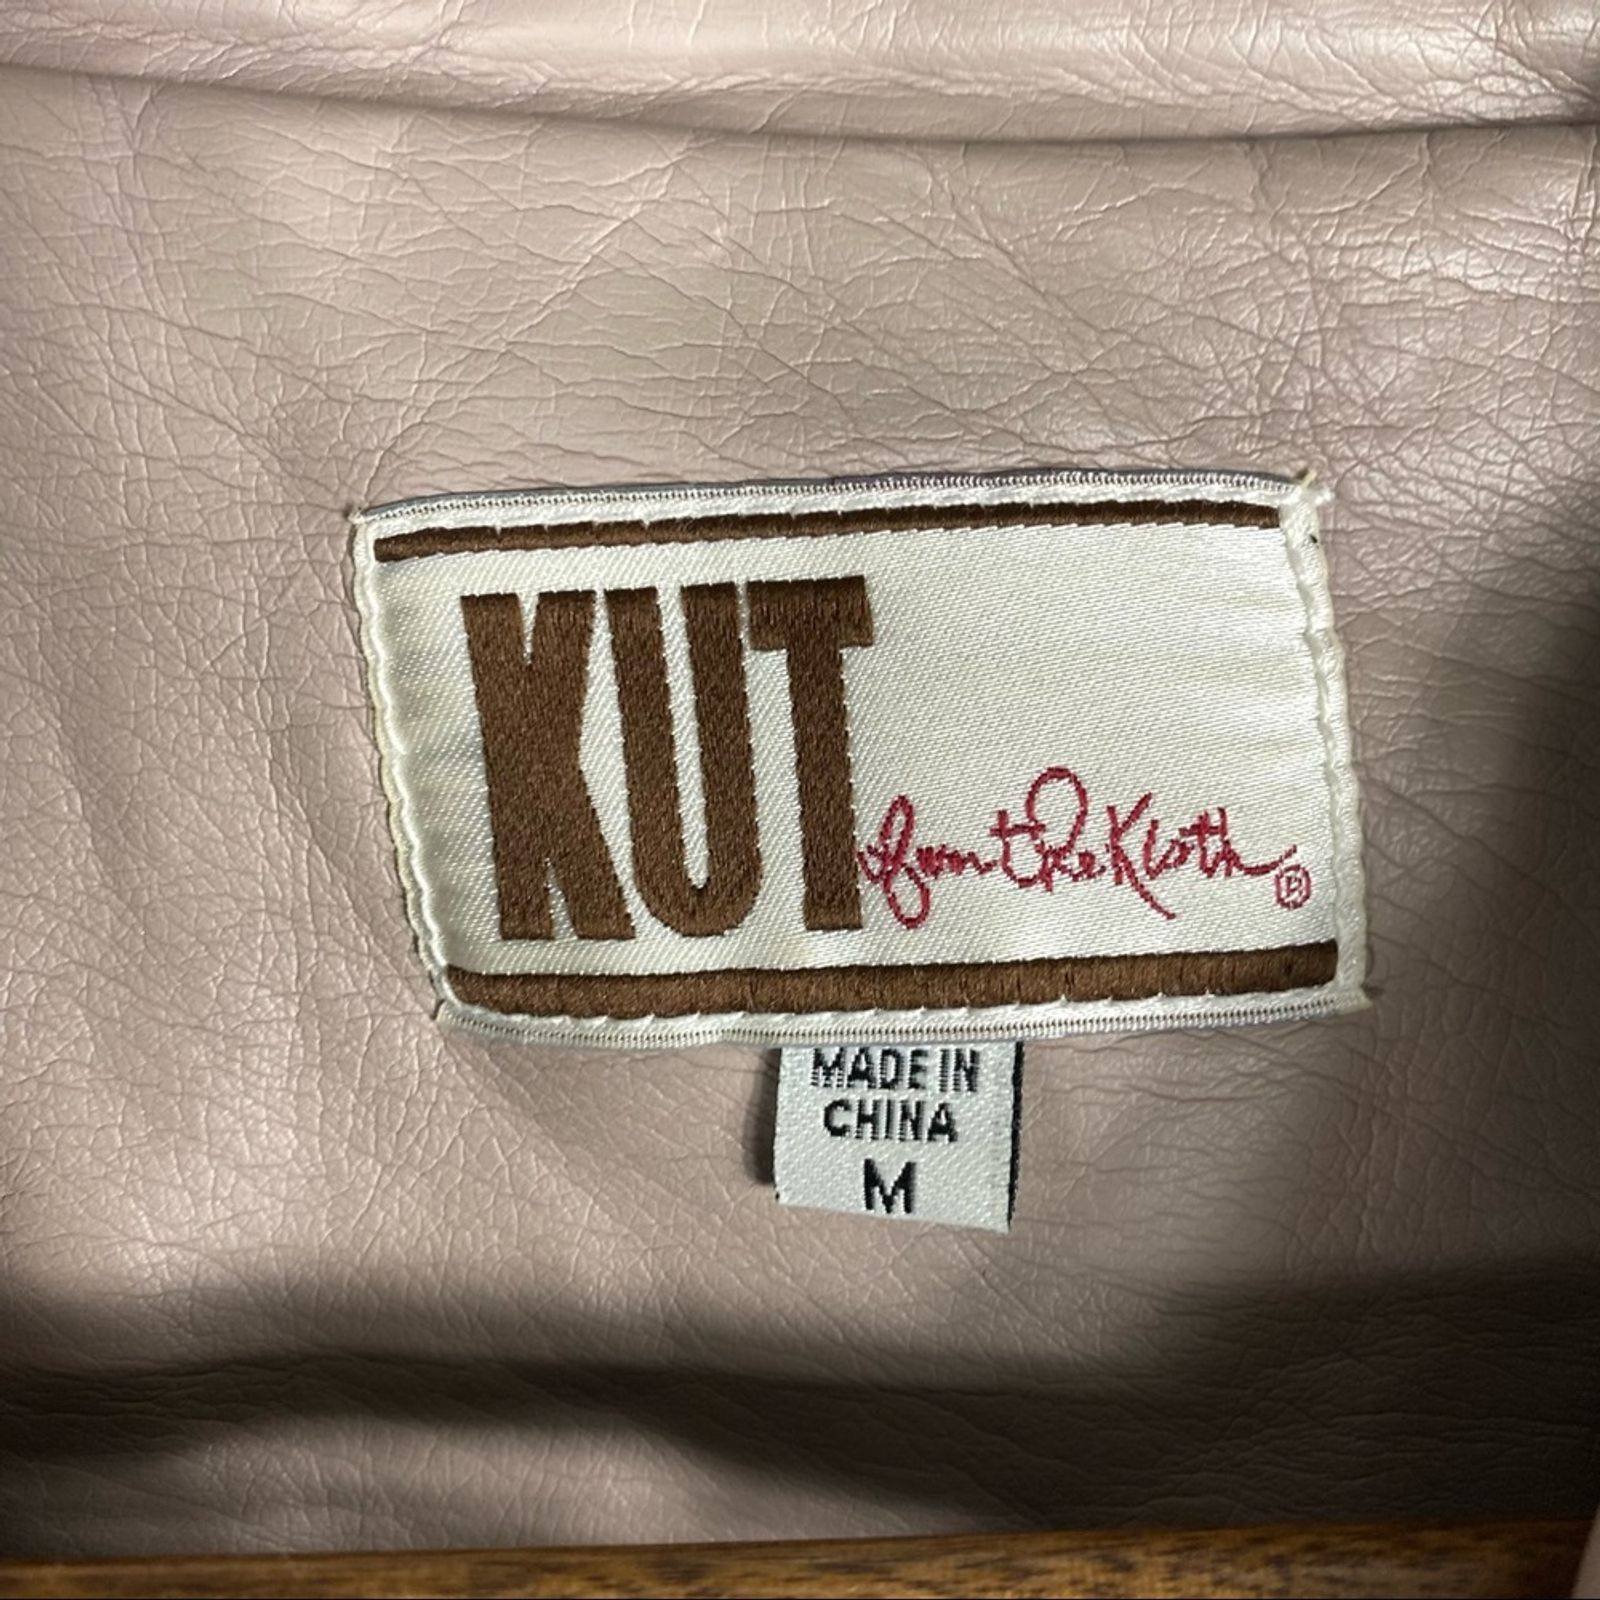 KUT from the Kloth ®
MADE IN
CHINA
M